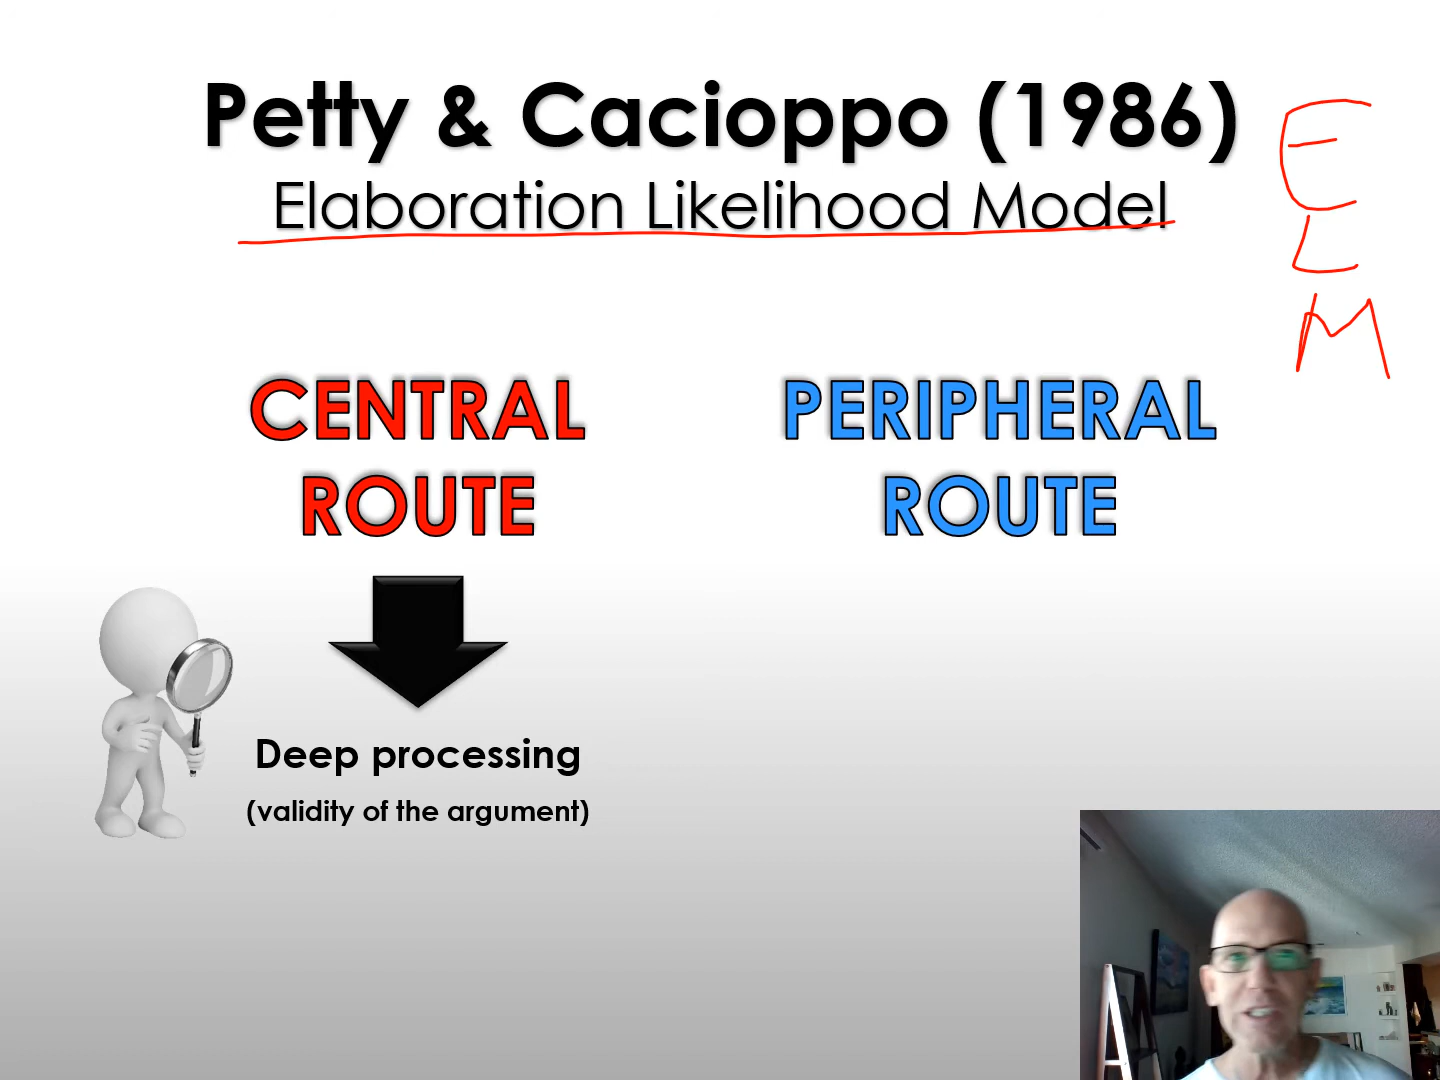 Petty & Cacioppo (1986)
Elaboration Likelihood Model
E
L
M
CENTRAL
ROUTE
PERIPHERAL
ROUTE
Deep processing
(validity of the argument)